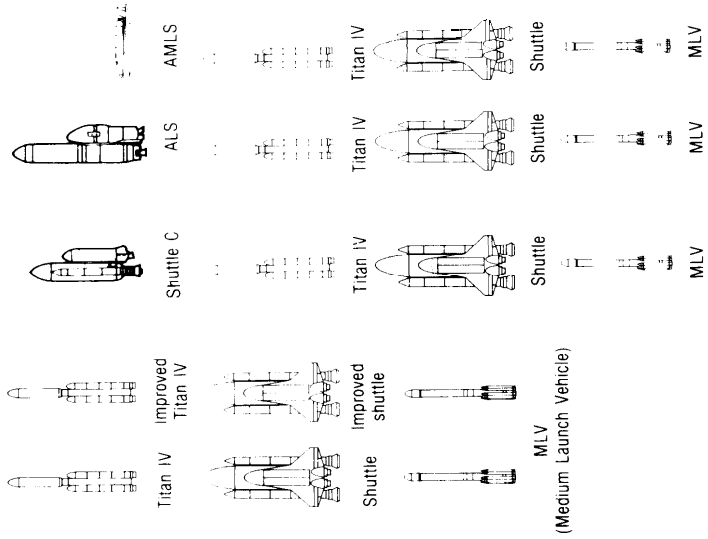 Titan IV
Improved
Titan IV
Shuttle C
ALS
AMLS
Shuttle
Improved
shuttle
Titan IV
Titan IV
Titan IV
MLV
(Medium Launch Vehicle)
Shuttle
Shuttle
Shuttle
MLV
MLV
MLV